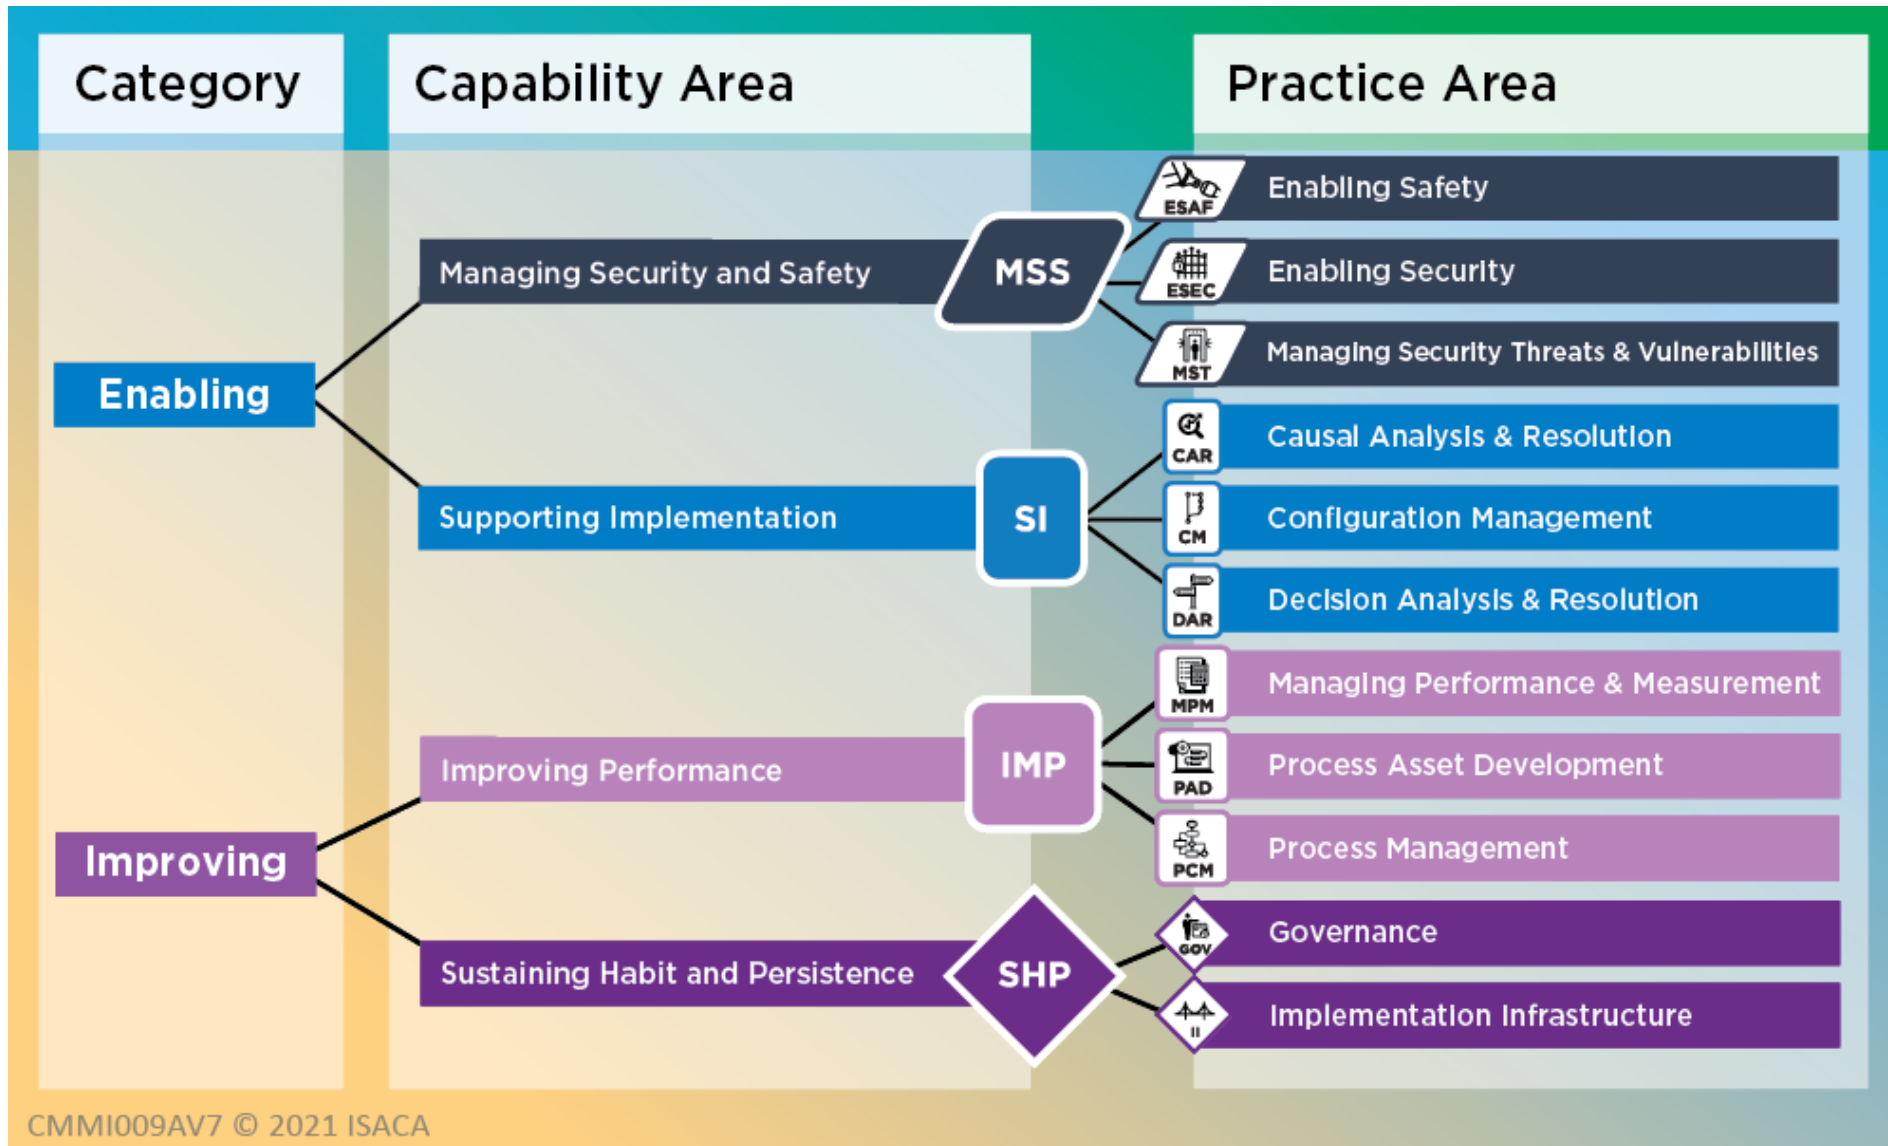 Category
Capability Area
Practice Area
ESAF
Enabling Safety
Managing Security and Safety
MSS
ESEC
Enabling Security
MST
Managing Security Threats & Vulnerabilities
Enabling
CAR
Causal Analysis & Resolution
Supporting Implementation
SI
CM
Configuration Management
DAR
Decision Analysis & Resolution
MPM
Managing Performance & Measurement
Improving Performance
IMP
PAD
Process Asset Development
PCM
Process Management
Improving
GOV
Governance
Sustaining Habit and Persistence
SHP
II
Implementation Infrastructure
CMMI009AV7 © 2021 ISACA